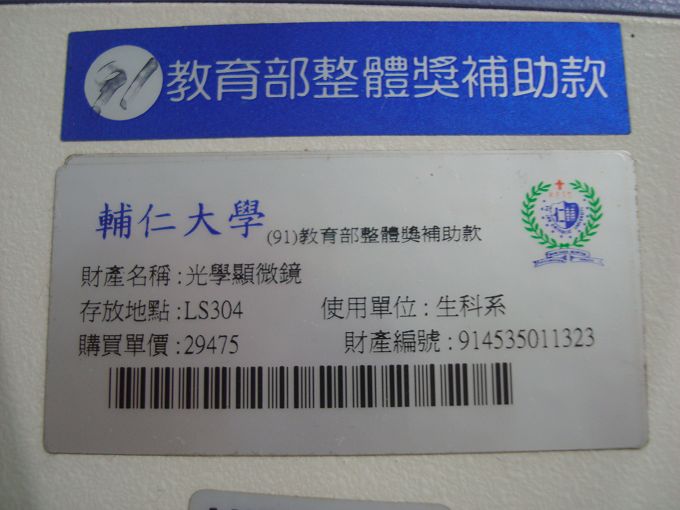 91教育部整體獎補助款
輔仁大學 (91)教育部整體獎補助款
財產名稱:光學顯微鏡
存放地點:LS304 使用單位:生科系
購買單價:29475 財產編號:914535011323